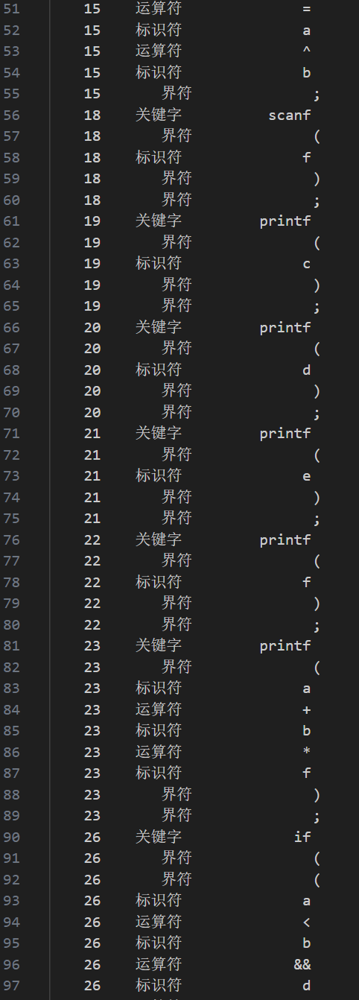 51 15 运算符 =
52 15 标识符 a
53 15 运算符 ^
54 15 标识符 b
55 15 界符 ;
56 18 关键字 scanf
57 18 界符 (
58 18 标识符 f
59 18 界符 )
60 18 界符 ;
61 19 关键字 printf
62 19 界符 (
63 19 标识符 c
64 19 界符 )
65 19 界符 ;
66 20 关键字 printf
67 20 界符 (
68 20 标识符 d
69 20 界符 )
70 20 界符 ;
71 21 关键字 printf
72 21 界符 (
73 21 标识符 e
74 21 界符 )
75 21 界符 ;
76 22 关键字 printf
77 22 界符 (
78 22 标识符 f
79 22 界符 )
80 22 界符 ;
81 23 关键字 printf
82 23 界符 (
83 23 标识符 a
84 23 运算符 +
85 23 标识符 b
86 23 运算符 *
87 23 标识符 f
88 23 界符 )
89 23 界符 ;
90 26 关键字 if
91 26 界符 (
92 26 界符 (
93 26 标识符 a
94 26 运算符 <
95 26 标识符 b
96 26 运算符 &&
97 26 标识符 d